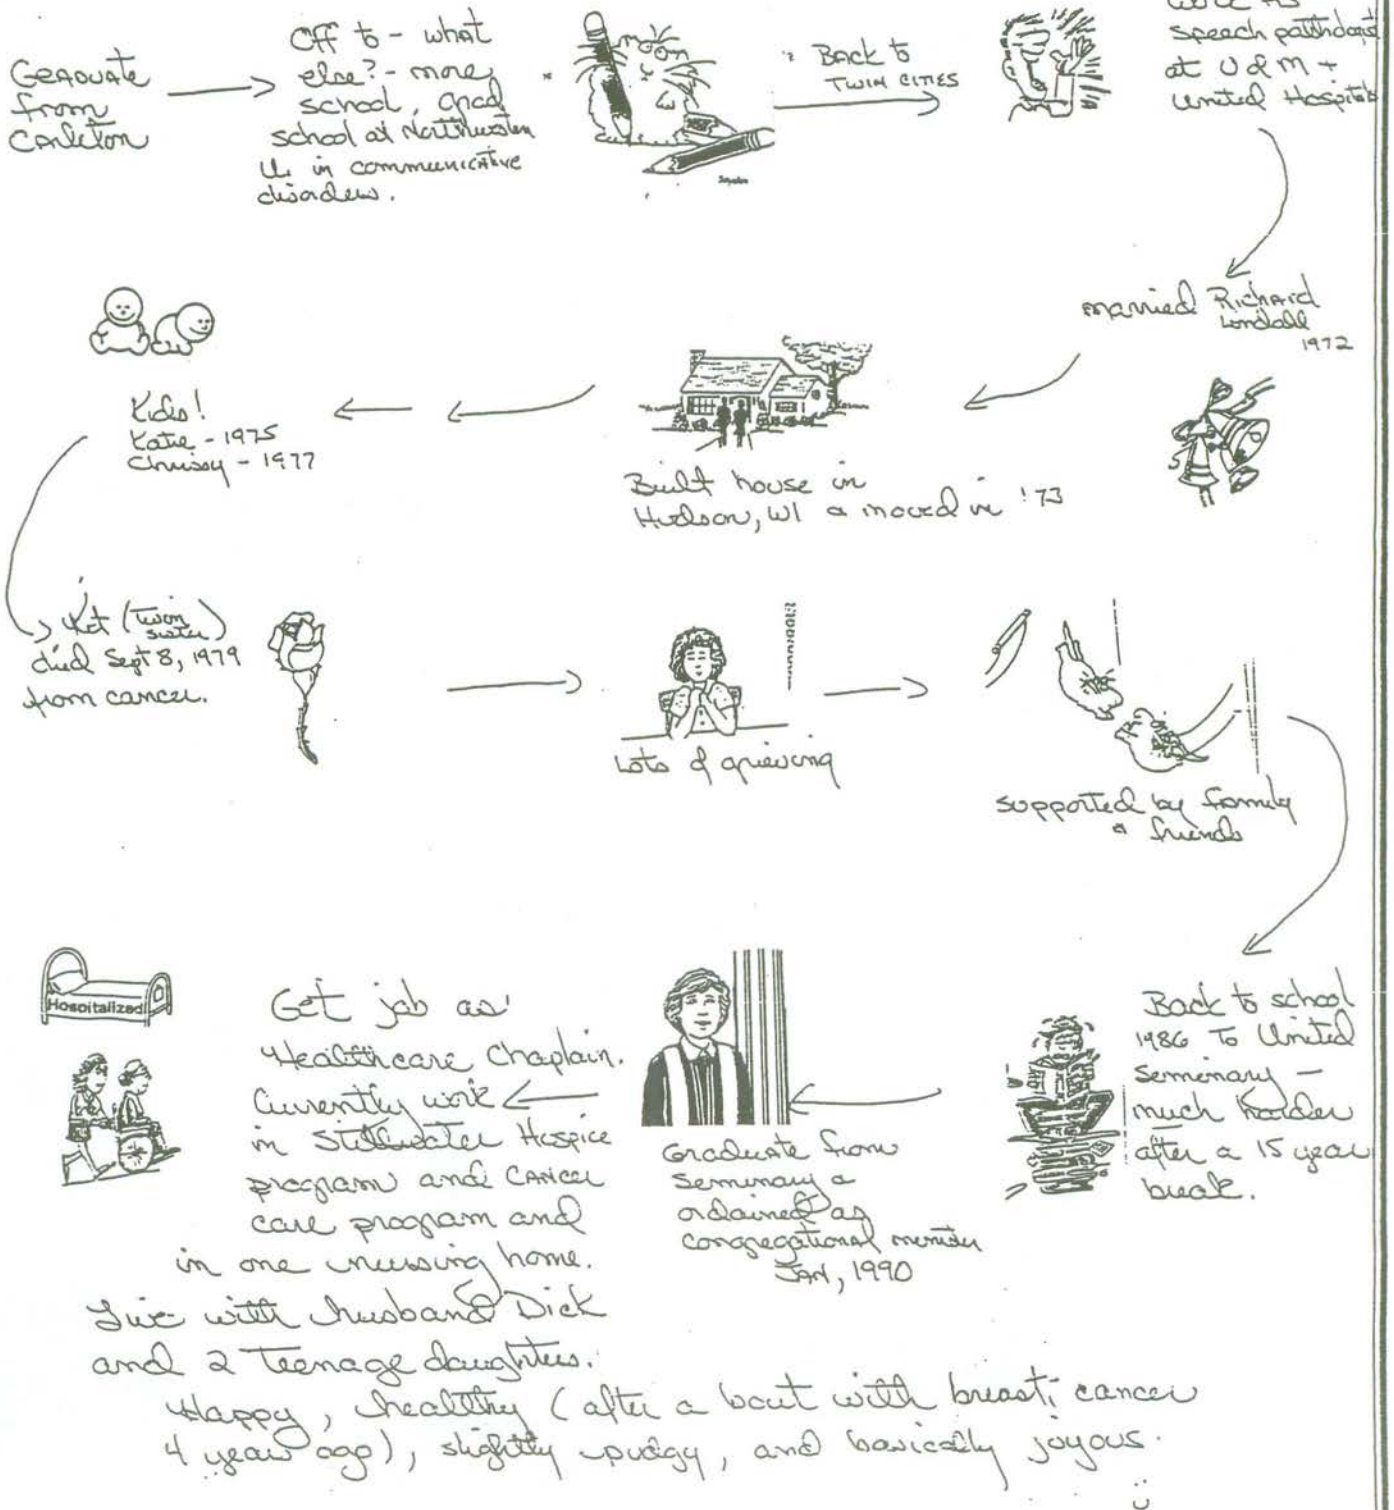 Graduate
from
Carleton
Off to - what
else? - more
school, grad
school at Northwestern
U. in communicative
disorders.
Back to
Twin Cities
work as
speech pathologist
at U of M +
United Hospitals
married Richard
1972
Built house in
Hudson, WI & moved in '73
Kids!
Katie - 1975
Chrissy - 1977
Kat (twin
sister)
died Sept 8, 1979
from cancer.
Lots of grieving
supported by family
& friends
Back to school
1986 To United
Seminary -
much harder
after a 15 year
break.
Graduate from
Seminary &
ordained as
congregational minister
JAN, 1990
Hospitalized
Get job as
Healthcare Chaplain.
Currently work
in Stillwater Hospice
program and Cancer
care program and
in one nursing home.
Live with husband Dick
and 2 teenage daughters.
Happy, healthy (after a bout with breast cancer
4 year ago), slightly pudgy, and basically joyous.